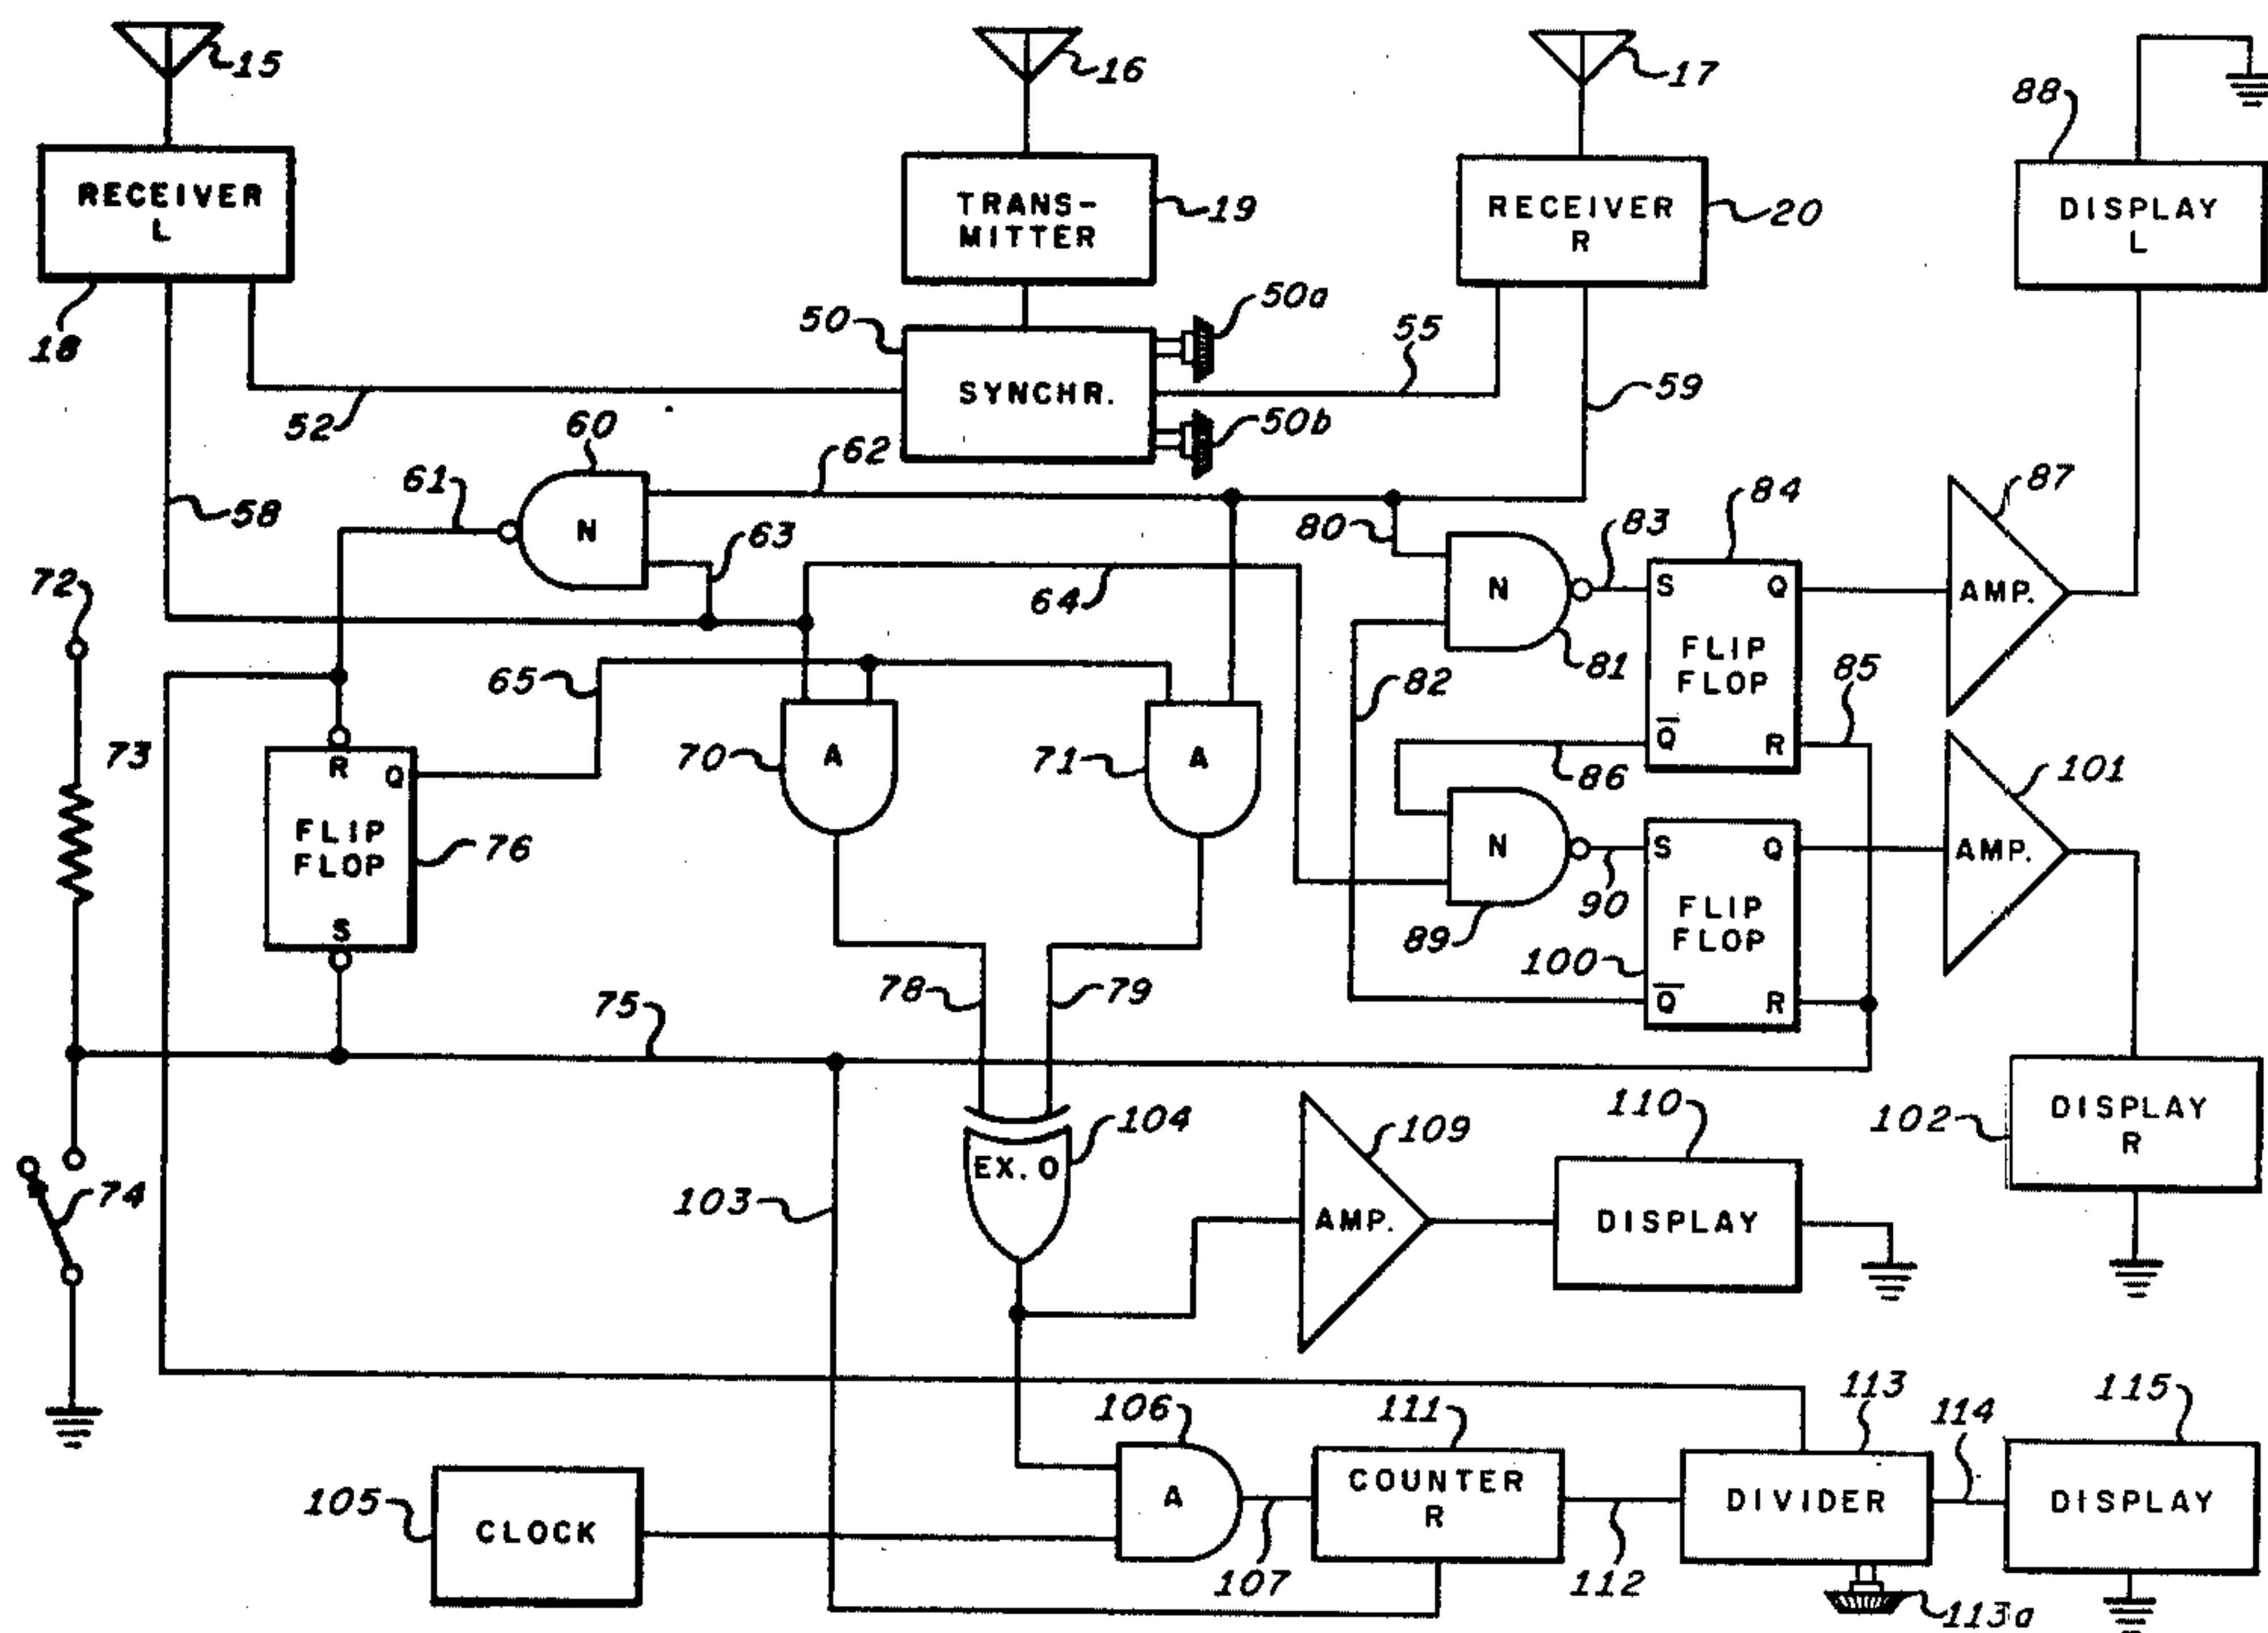 15
16
17
88
RECEIVER
L
TRANS-
MITTER
19
RECEIVER
R
20
DISPLAY
L
18
50
50a
55
SYNCHR.
59
52
60
62
50b
61
84
87
58
N
63
80
83
72
64
N
S
Q
AMP.
FLIP
FLOP
65
81
85
82
73
70
A
71
A
R
Q
Q
R
86
101
FLIP
FLOP
76
N
S
Q
AMP.
S
90
FLIP
FLOP
89
100
78
79
Q
R
75
104
109
110
102
DISPLAY
R
EX. O
74
103
AMP.
DISPLAY
106
111
113
114
115
105
CLOCK
A
COUNTER
R
DIVIDER
DISPLAY
107
112
113a